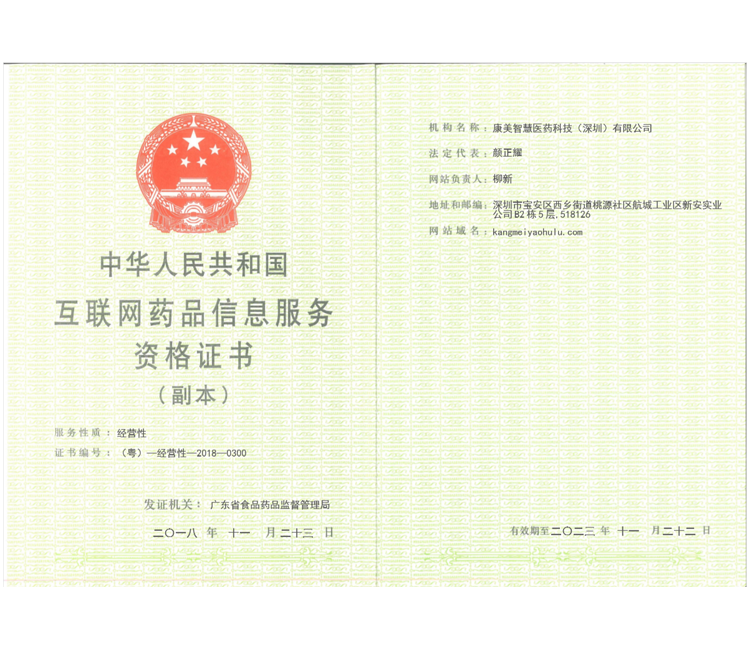 中华人民共和国
互联网药品信息服务
资格证书
（副本）
服务性质：经营性
证书编号：（粤）—经营性—2018—0300
发证机关：广东省食品药品监督管理局
二〇一八 年 十一 月 二十三 日
机构名称：康美智慧医药科技（深圳）有限公司
法定代表：颜正耀
网站负责人：柳新
地址和邮编：深圳市宝安区西乡街道桃源社区航城工业区新安实业
公司B2栋5层,518126
网站域名：kangmeiyaohulu.com
有效期至二〇二三 年 十一 月二十二 日